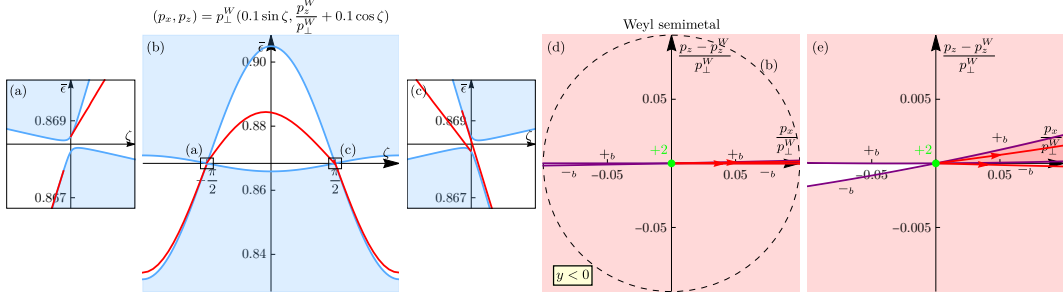 (p_x, p_z) = p_⊥^W(0.1 sin ζ, p_z^W/p_⊥^W + 0.1 cos ζ)
Weyl semimetal
(a)
ε̄
0.869
ζ
0.867
(b)
ε̄
0.90
0.88
(a)
(c)
ζ
−π/2
π/2
0.86
0.84
(c)
ε̄
0.869
ζ
0.867
(d)
p_z − p_z^W
p_⊥^W
(b)
0.05
p_x
p_⊥^W
+2
+_b
−_b
−0.05
0.05
−_b
−0.05
y < 0
(e)
p_z − p_z^W
p_⊥^W
0.005
p_x
p_⊥^W
+_b
+2
+_b
−0.05
0.05
−_b
−_b
−0.005